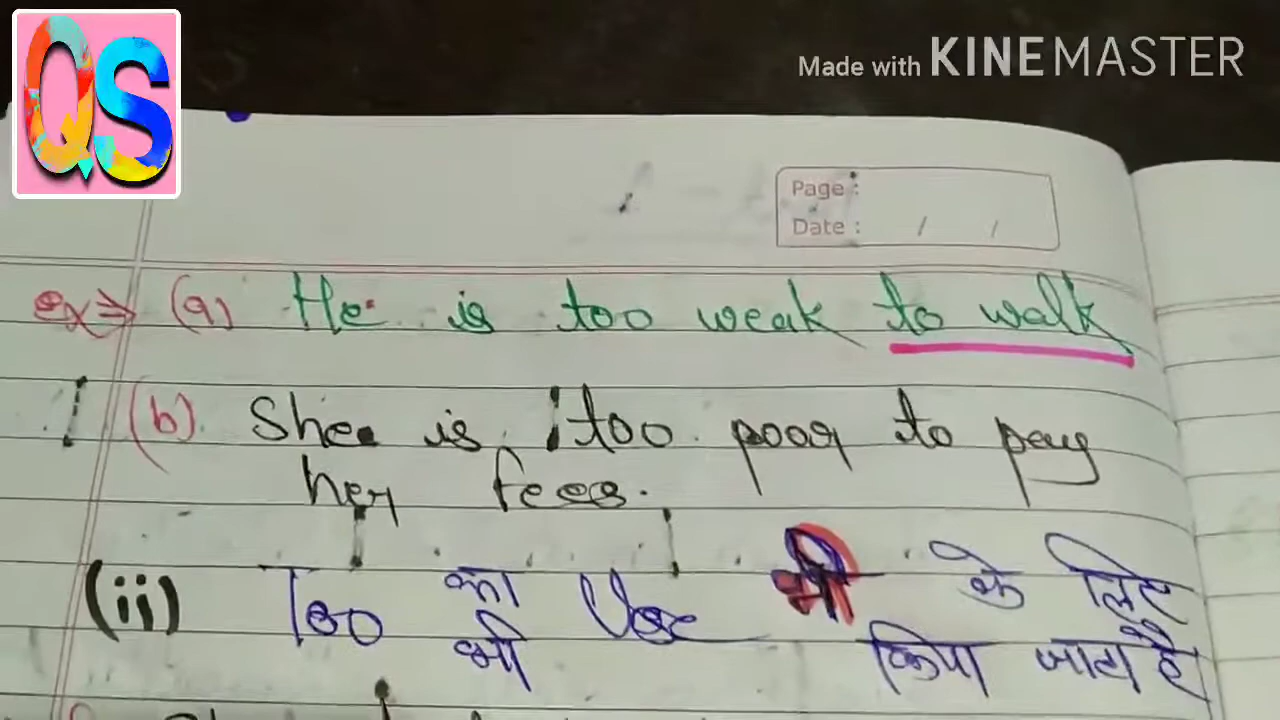 QS
Made with KINEMASTER
Page :
Date : / /
ex⇒ (a) He is too weak to walk
(b) She is too poor to pay
her fees.
(ii) Too का Use भी के लिए
भी किया जाता है